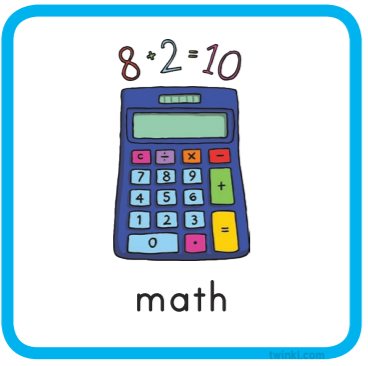 8+2=10
C ÷ × −
7 8 9
+
4 5 6
1 2 3
=
0 .
math
twinkl.com